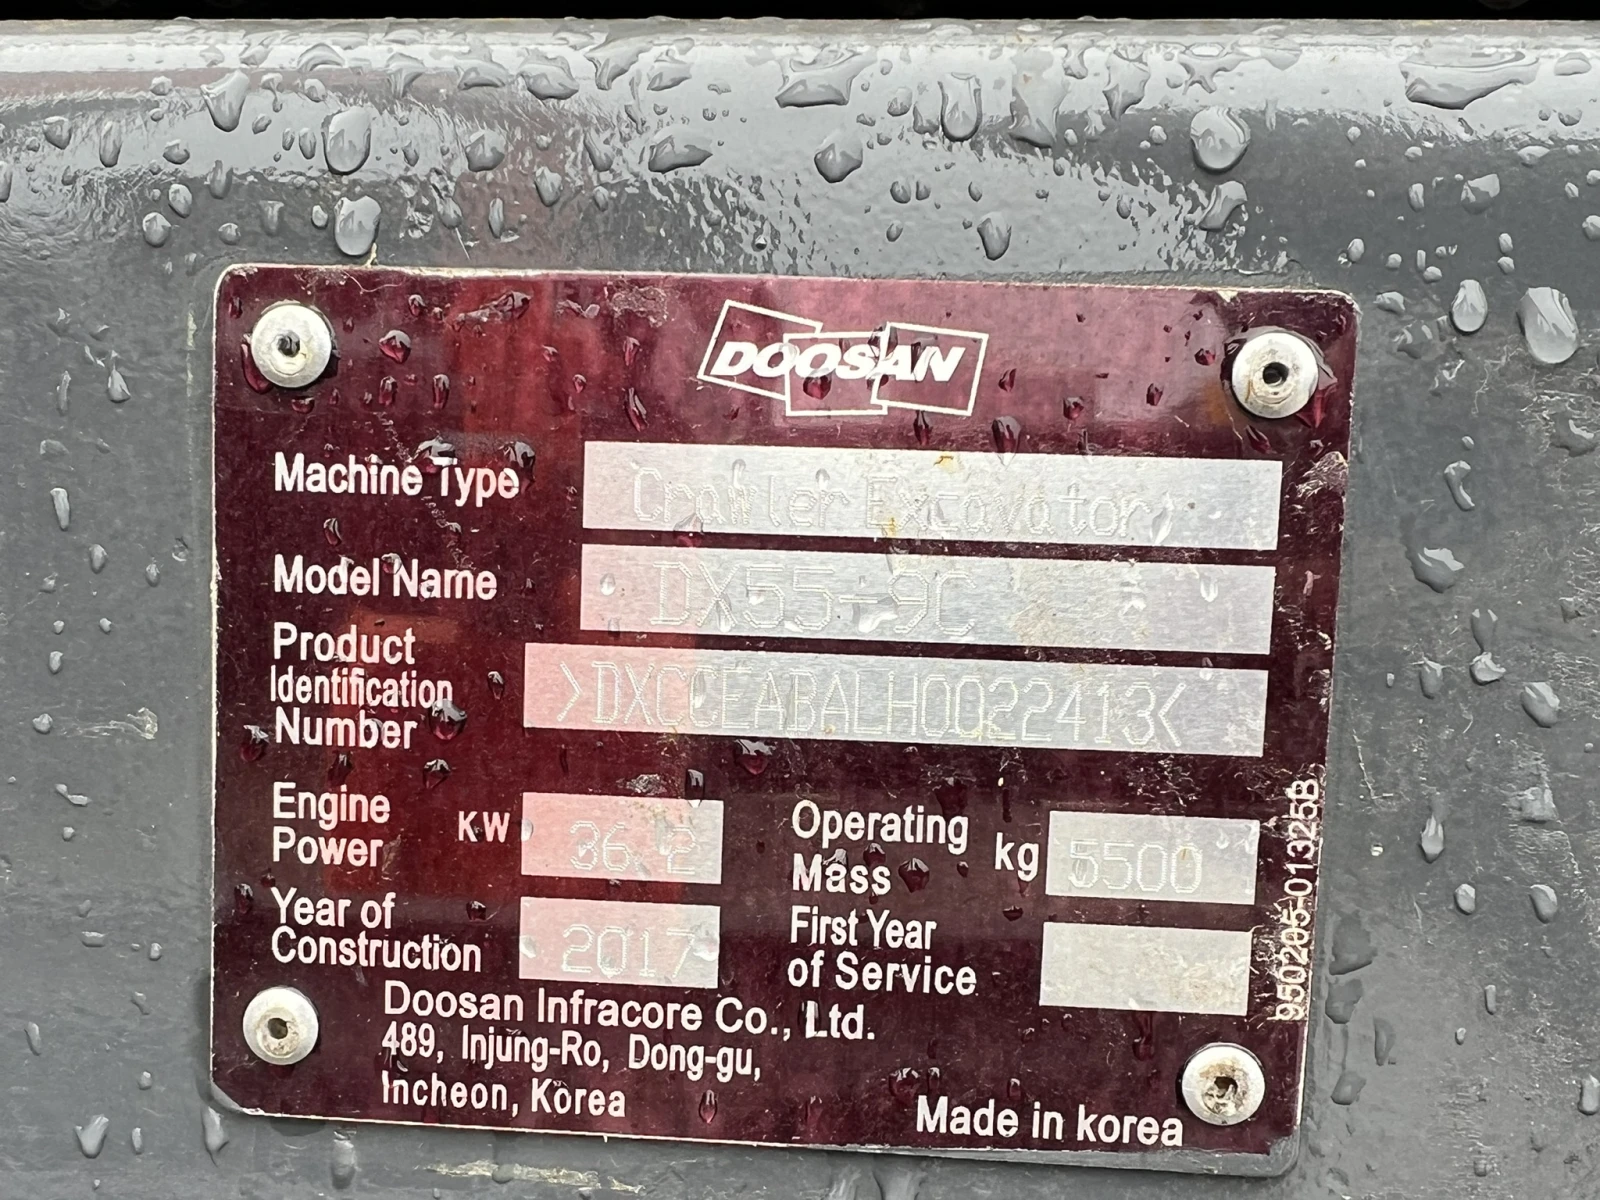 DOOSAN
Machine Type Crawler Excavator
Model Name DX55-9C
Product
Identification >DXCCEABALH0022413<
Number
Engine
Power KW 36.2
Operating
Mass kg 5500
Year of
Construction 2017
First Year
of Service
Doosan Infracore Co., Ltd.
489, Injung-Ro, Dong-gu,
Incheon, Korea
Made in korea
950205-01325B